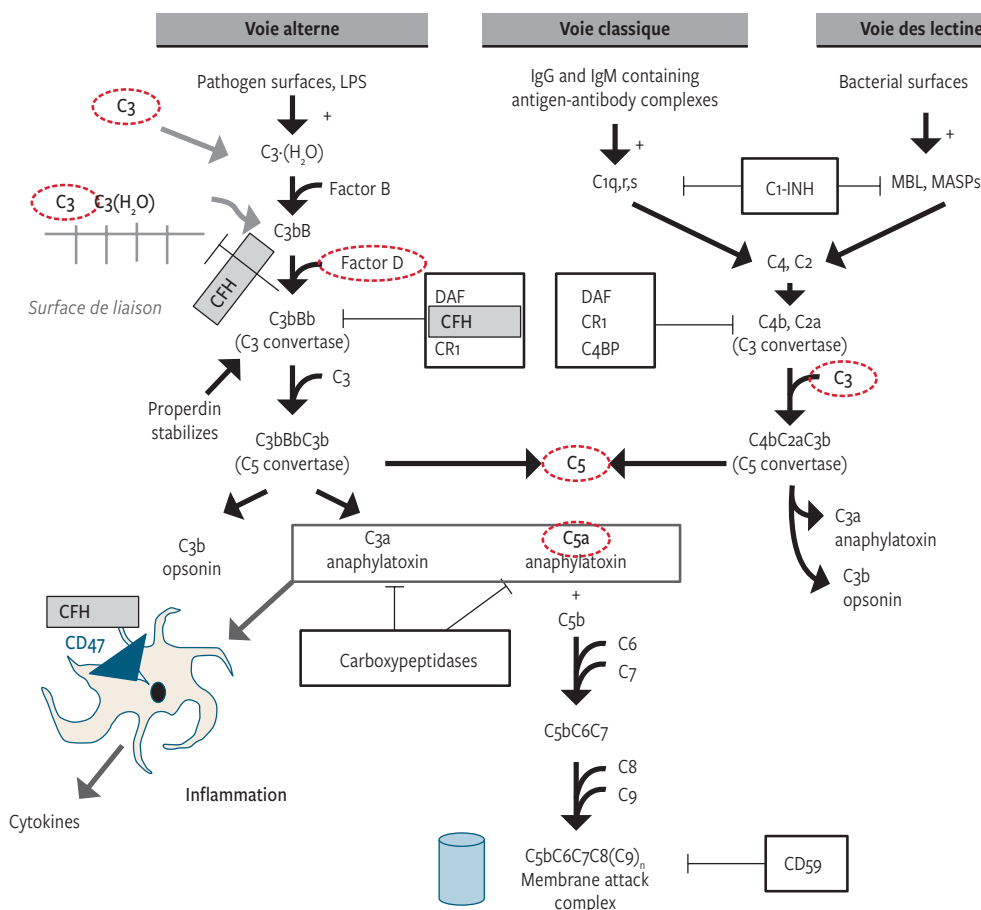 Voie alterne
Voie classique
Voie des lectine
Pathogen surfaces, LPS
+
C3
C3·(H2O)
Factor B
C3 C3(H2O)
C3bB
CFH
Factor D
Surface de liaison
C3bBb
(C3 convertase)
DAF
CFH
CR1
Properdin
stabilizes
C3
C3bBbC3b
(C5 convertase)
IgG and IgM containing
antigen-antibody complexes
+
C1q,r,s
C1-INH
Bacterial surfaces
+
MBL, MASPs
C4, C2
DAF
CR1
C4BP
C4b, C2a
(C3 convertase)
C3
C4bC2aC3b
(C5 convertase)
C5
C3a
anaphylatoxin
C3b
opsonin
C3b
opsonin
C3a
anaphylatoxin
C5a
anaphylatoxin
+
C5b
Carboxypeptidases
CFH
CD47
C6
C7
C5bC6C7
C8
C9
Inflammation
Cytokines
C5bC6C7C8(C9)n
Membrane attack
complex
CD59